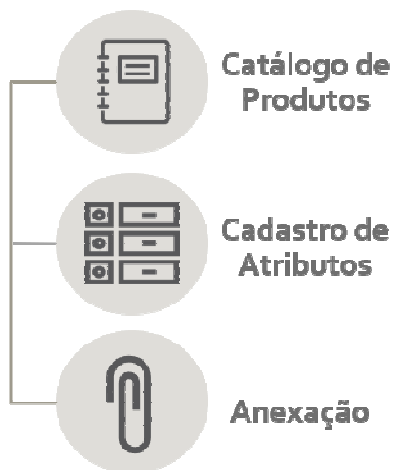 Catálogo de
Produtos
Cadastro de
Atributos
Anexação